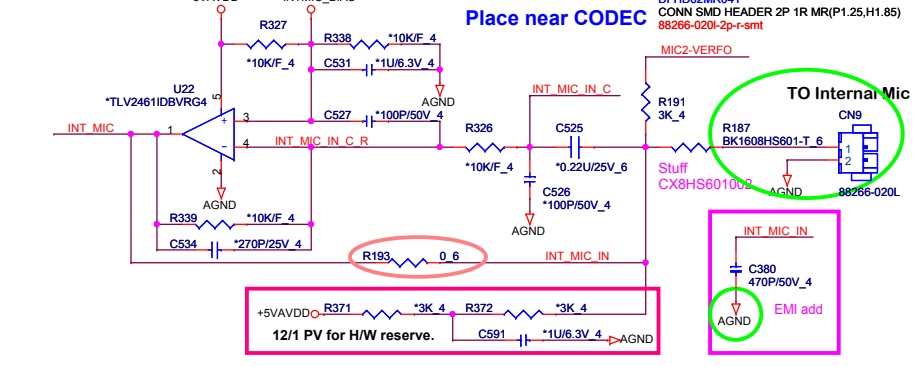 CONN SMD HEADER 2P 1R MR(P1.25,H1.85)
88266-020l-2p-r-smt
Place near CODEC
MIC2-VERFO
R327
*10K/F_4
R338
*10K/F_4
C531
*1U/6.3V_4
AGND
U22
*TLV2461IDBVRG4
5
3
1
4
2
+
-
INT_MIC
C527
*100P/50V_4
INT_MIC_IN_C_R
AGND
R339
*10K/F_4
C534
*270P/25V_4
R326
*10K/F_4
INT_MIC_IN_C
C525
*0.22U/25V_6
C526
*100P/50V_4
AGND
R191
3K_4
R187
BK1608HS601-T_6
Stuff
CX8HS601002
TO Internal Mic
CN9
1
2
AGND
88266-020L
R193
0_6
INT_MIC_IN
+5VAVDD
R371
*3K_4
R372
*3K_4
12/1 PV for H/W reserve.
C591
*1U/6.3V_4
AGND
INT_MIC_IN
C380
470P/50V_4
AGND
EMI add